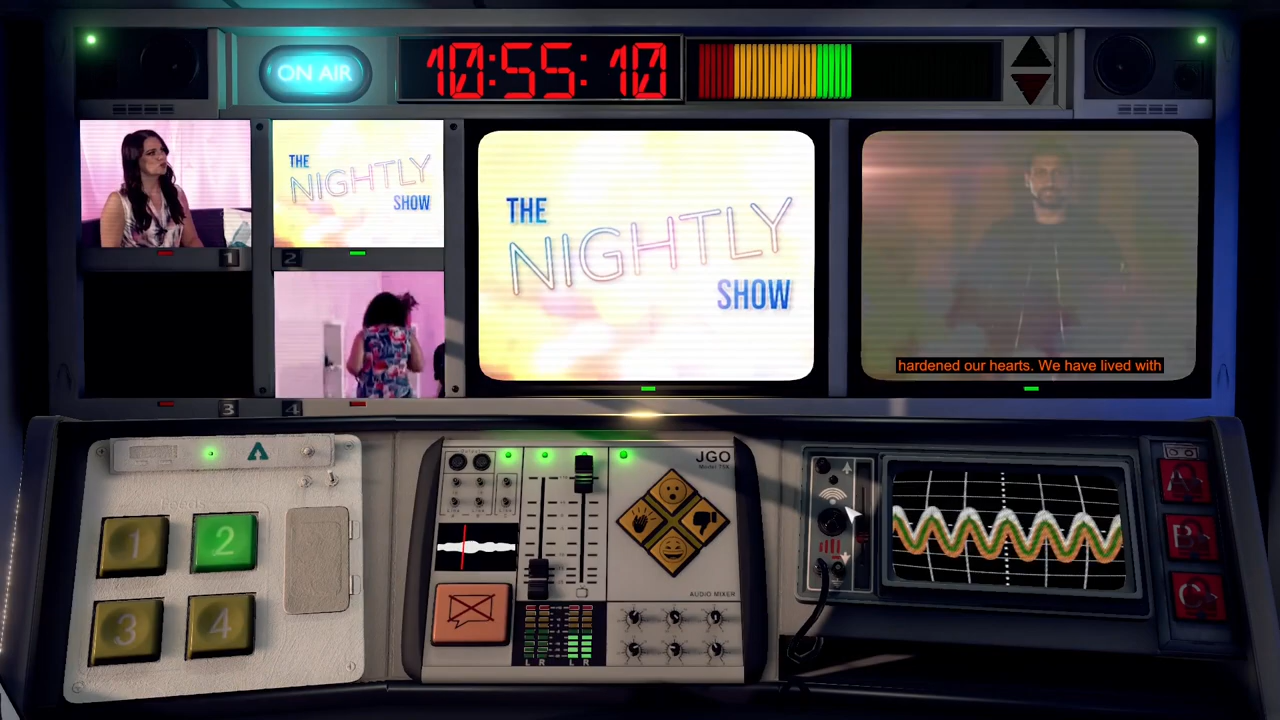 ON AIR
10:55:10
THE
NIGHTLY
SHOW
THE
NIGHTLY
SHOW
1
2
3
4
hardened our hearts. We have lived with
JGO
AUDIO MIXER
1
2
3
4
L R L R
A
B
C